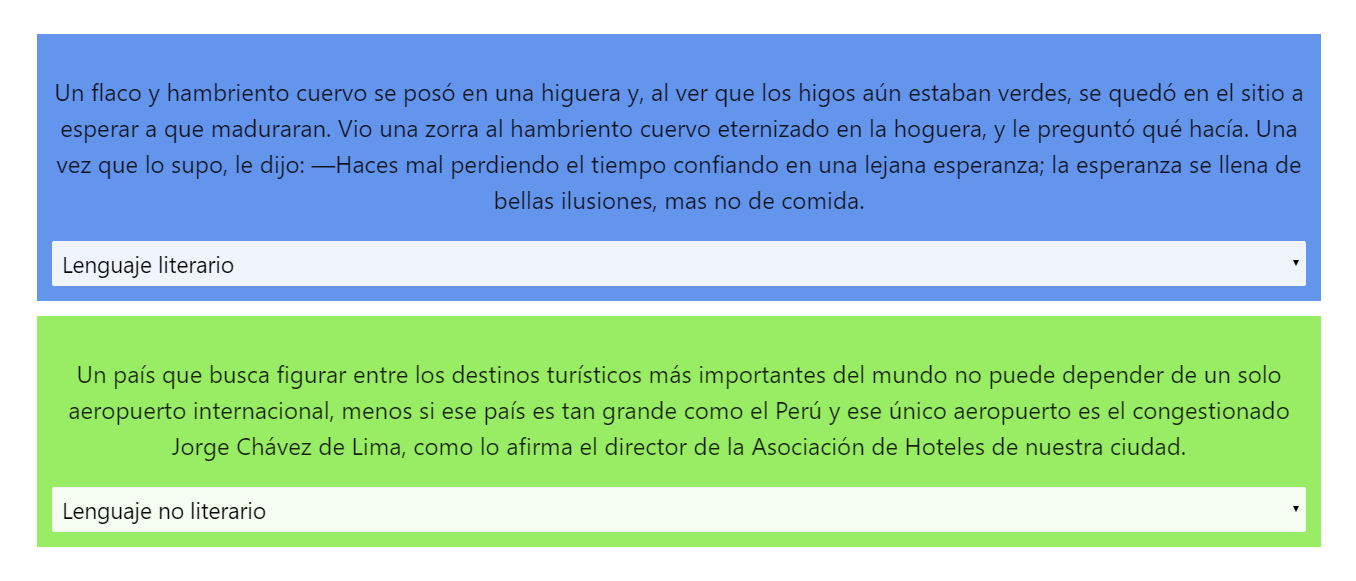 Un flaco y hambriento cuervo se posó en una higuera y, al ver que los higos aún estaban verdes, se quedó en el sitio a
esperar a que maduraran. Vio una zorra al hambriento cuervo eternizado en la hoguera, y le preguntó qué hacía. Una
vez que lo supo, le dijo: —Haces mal perdiendo el tiempo confiando en una lejana esperanza; la esperanza se llena de
bellas ilusiones, mas no de comida.
Lenguaje literario
Un país que busca figurar entre los destinos turísticos más importantes del mundo no puede depender de un solo
aeropuerto internacional, menos si ese país es tan grande como el Perú y ese único aeropuerto es el congestionado
Jorge Chávez de Lima, como lo afirma el director de la Asociación de Hoteles de nuestra ciudad.
Lenguaje no literario